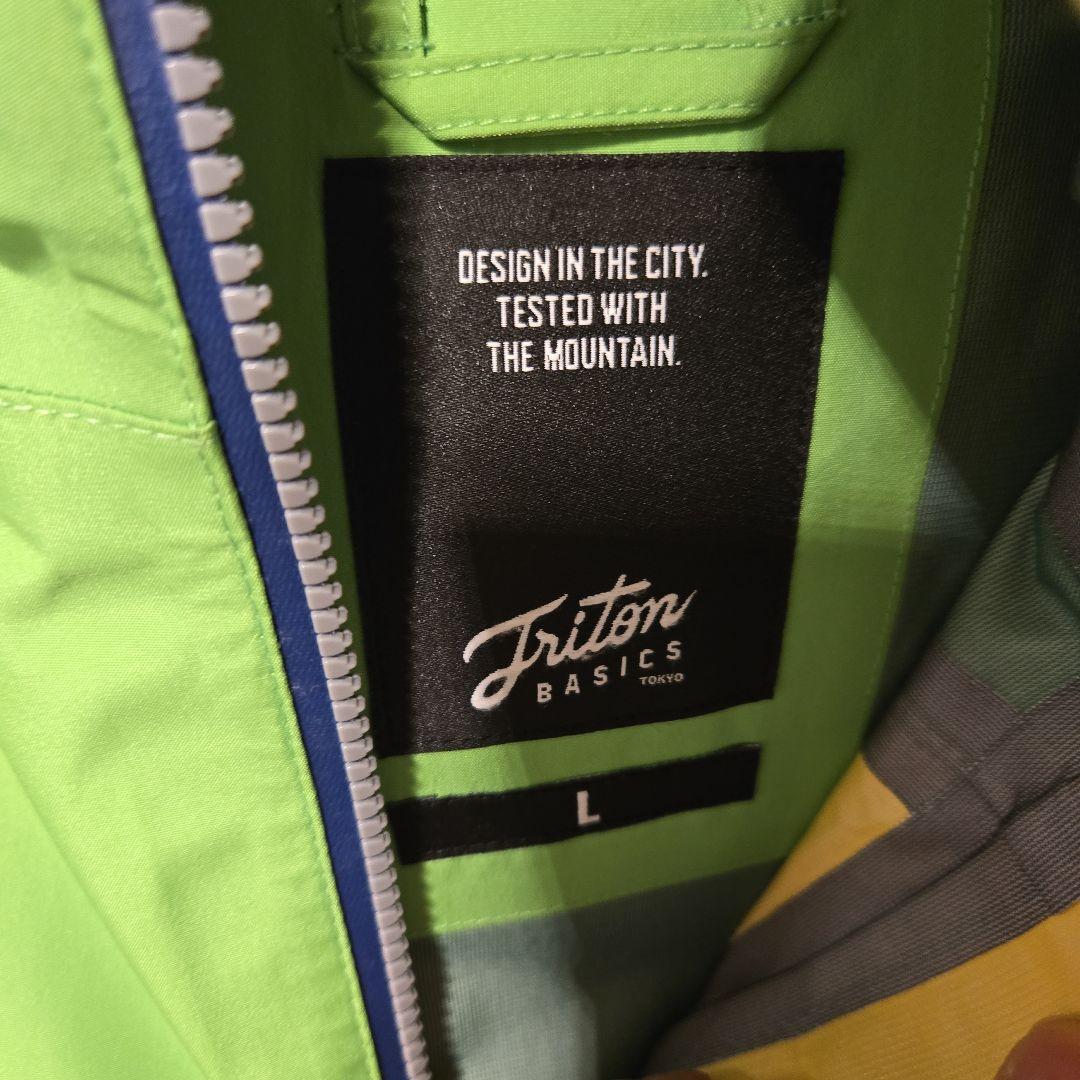 DESIGN IN THE CITY.
TESTED WITH
THE MOUNTAIN.
Triton
BASICS
TOKYO
L